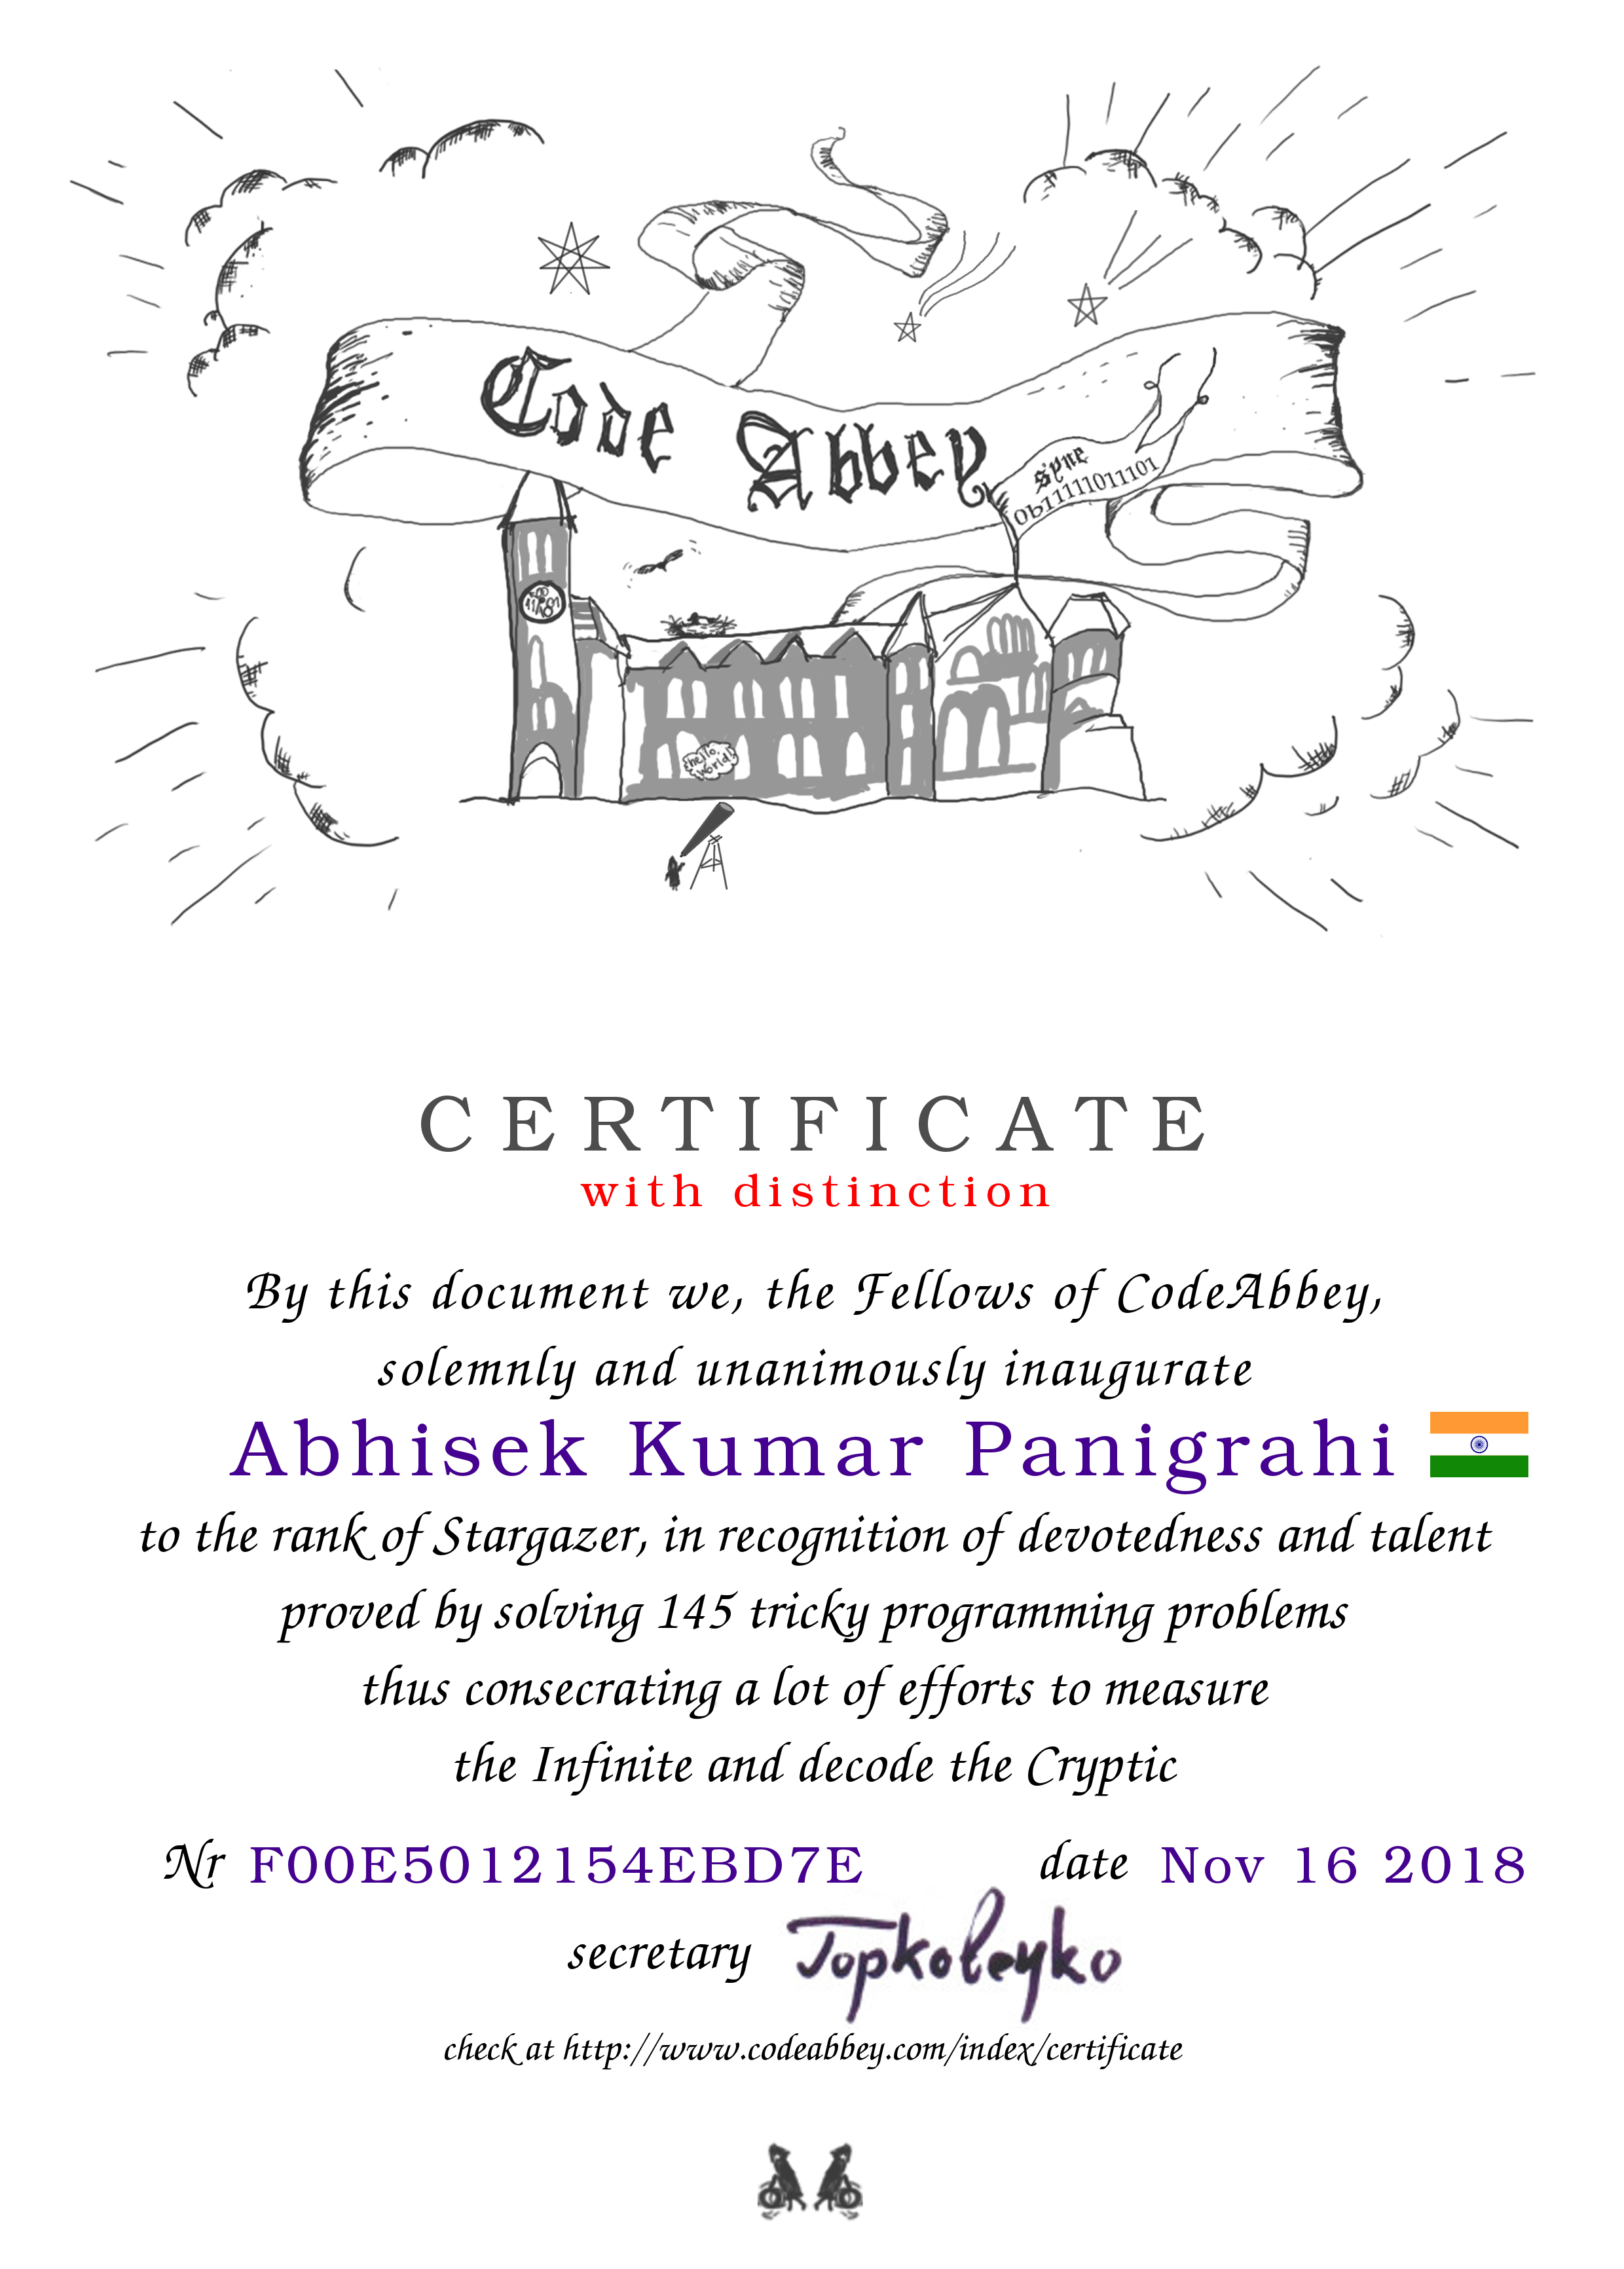 Code Abbey
syne
0b11111011101
hello,
world!
CERTIFICATE
with distinction
By this document we, the Fellows of CodeAbbey,
solemnly and unanimously inaugurate
Abhisek Kumar Panigrahi
to the rank of Stargazer, in recognition of devotedness and talent
proved by solving 145 tricky programming problems
thus consecrating a lot of efforts to measure
the Infinite and decode the Cryptic
Nr F00E5012154EBD7E date Nov 16 2018
secretary
check at http://www.codeabbey.com/index/certificate